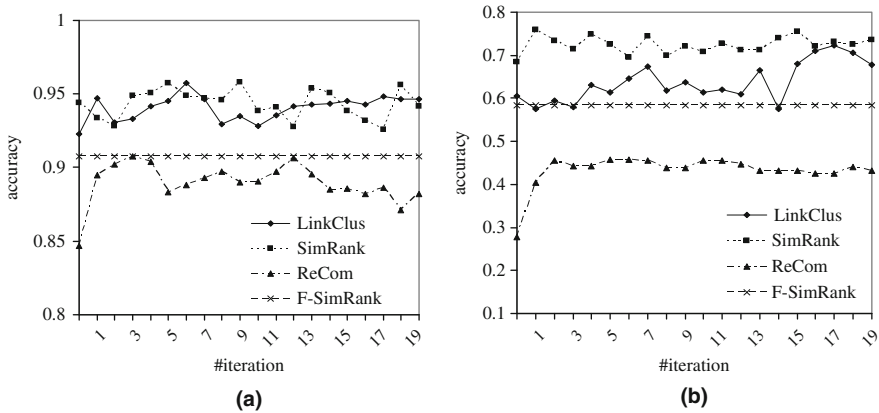 1
0.95
0.9
0.85
0.8
accuracy
LinkClus
SimRank
ReCom
F-SimRank
1 3 5 7 9 11 13 15 17 19
#iteration
(a)
0.8
0.7
0.6
0.5
0.4
0.3
0.2
0.1
accuracy
LinkClus
SimRank
ReCom
F-SimRank
1 3 5 7 9 11 13 15 17 19
#iteration
(b)